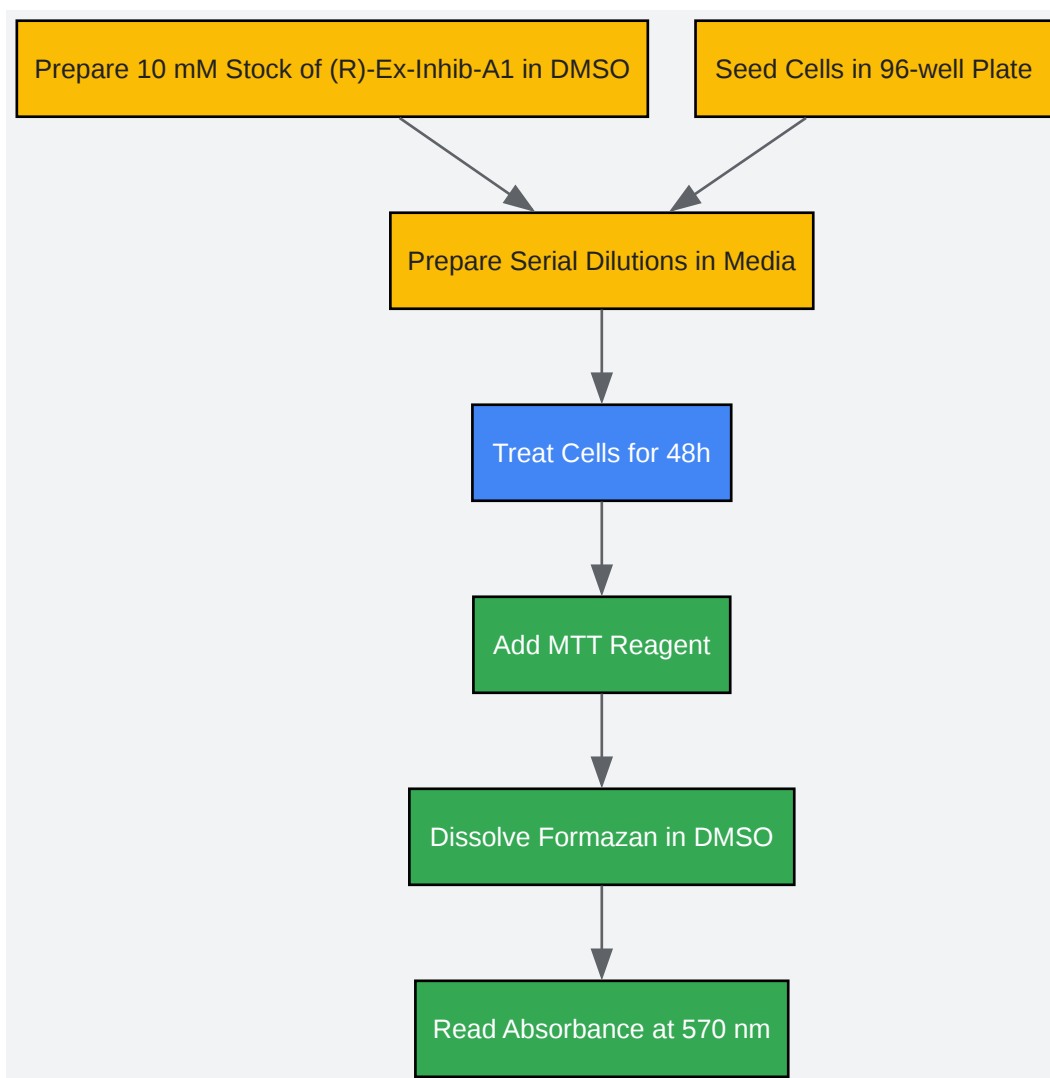 Prepare 10 mM Stock of (R)-Ex-Inhib-A1 in DMSO
Seed Cells in 96-well Plate
Prepare Serial Dilutions in Media
Treat Cells for 48h
Add MTT Reagent
Dissolve Formazan in DMSO
Read Absorbance at 570 nm